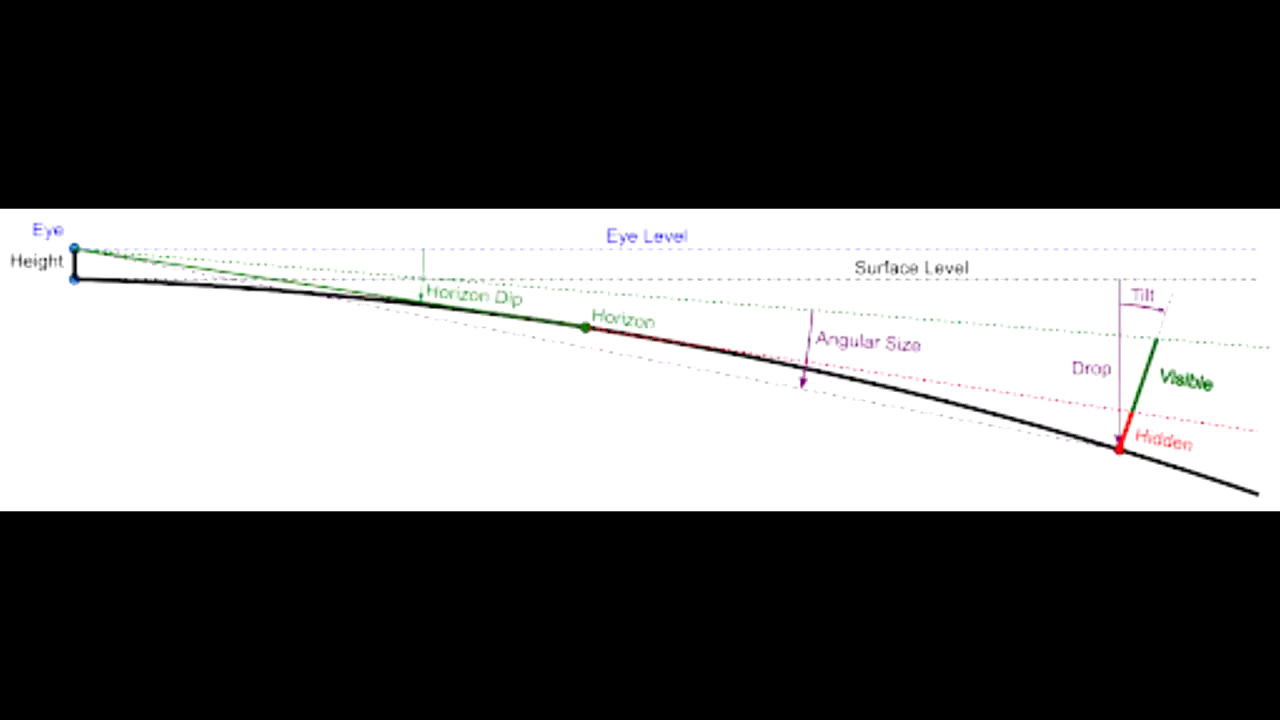 Eye
Eye Level
Height
Surface Level
Horizon Dip
Tilt
Horizon
Angular Size
Drop
Visible
Hidden